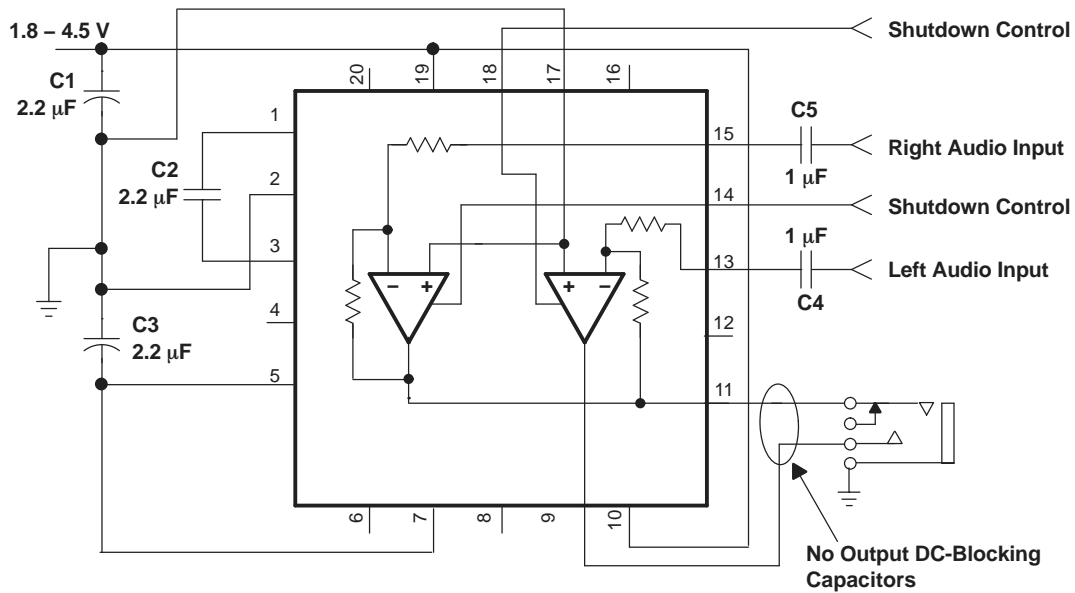 1.8 – 4.5 V
Shutdown Control
C1
2.2 μF
20
19
18
17
16
1
C5
15
Right Audio Input
1 μF
C2
2.2 μF
2
14
Shutdown Control
1 μF
3
13
Left Audio Input
C4
4
12
C3
2.2 μF
5
11
6
7
8
9
10
No Output DC-Blocking
Capacitors